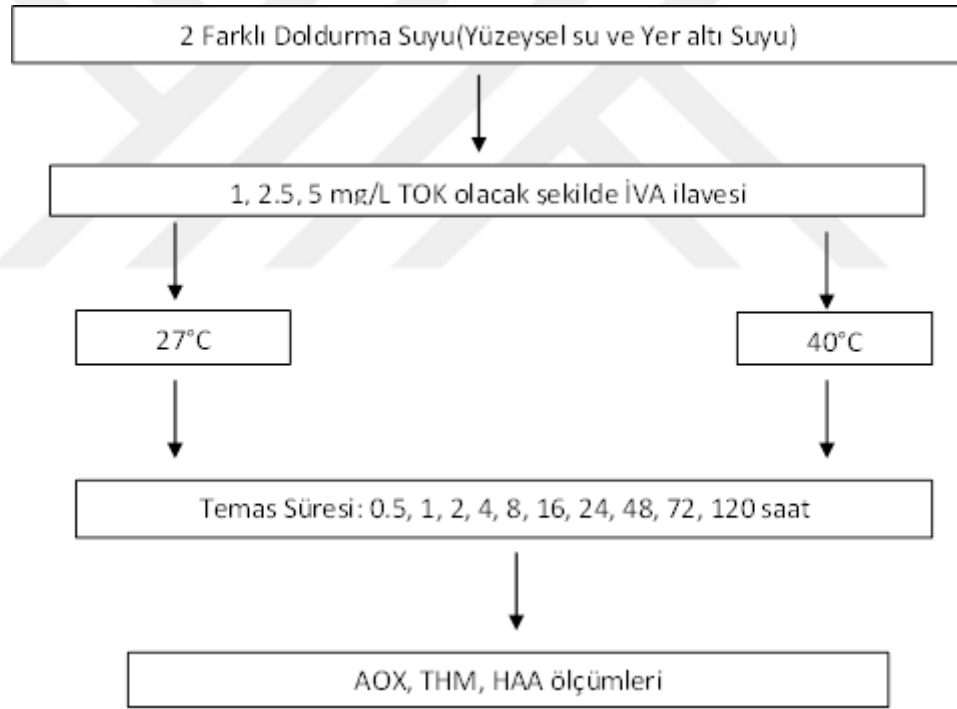 2 Farklı Doldurma Suyu(Yüzeysel su ve Yer altı Suyu)
1, 2.5, 5 mg/L TOK olacak şekilde İVA ilavesi
27°C
40°C
Temas Süresi: 0.5, 1, 2, 4, 8, 16, 24, 48, 72, 120 saat
AOX, THM, HAA ölçümleri